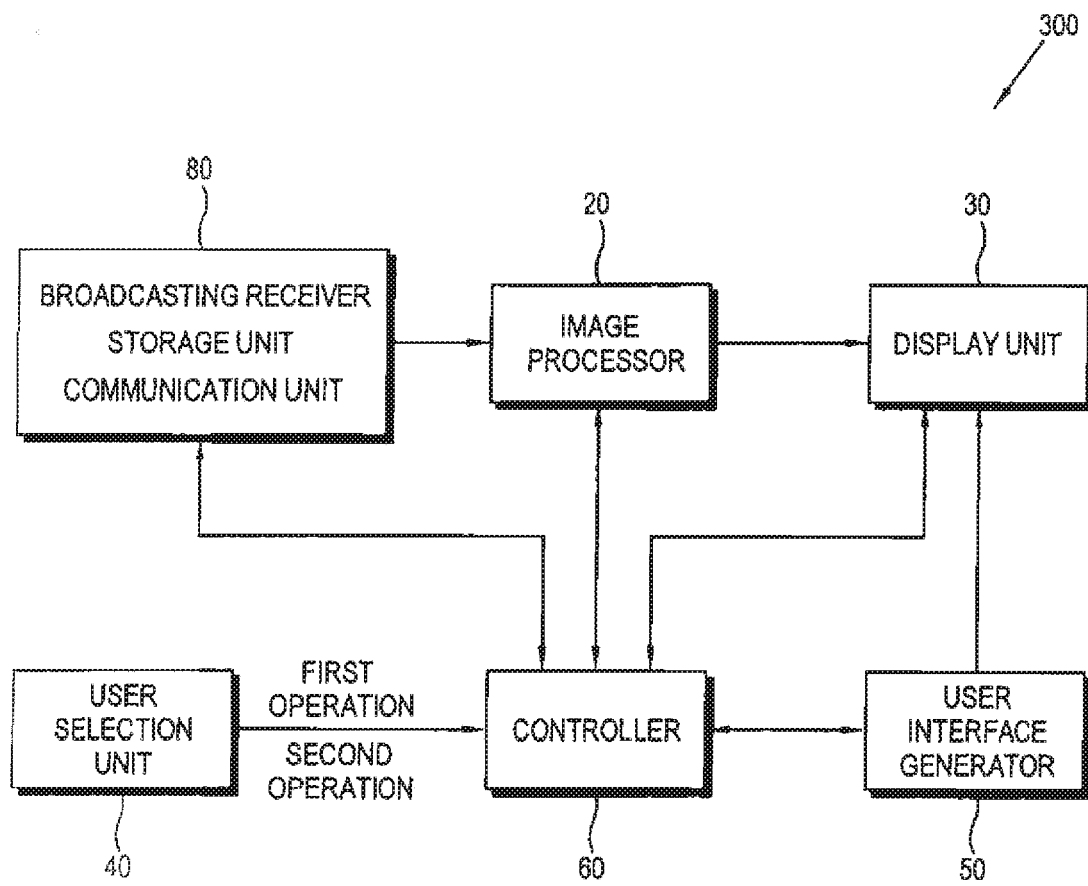 300
80
20
30
BROADCASTING RECEIVER
STORAGE UNIT
COMMUNICATION UNIT
IMAGE
PROCESSOR
DISPLAY UNIT
USER
SELECTION
UNIT
FIRST
OPERATION
SECOND
OPERATION
CONTROLLER
USER
INTERFACE
GENERATOR
40
60
50